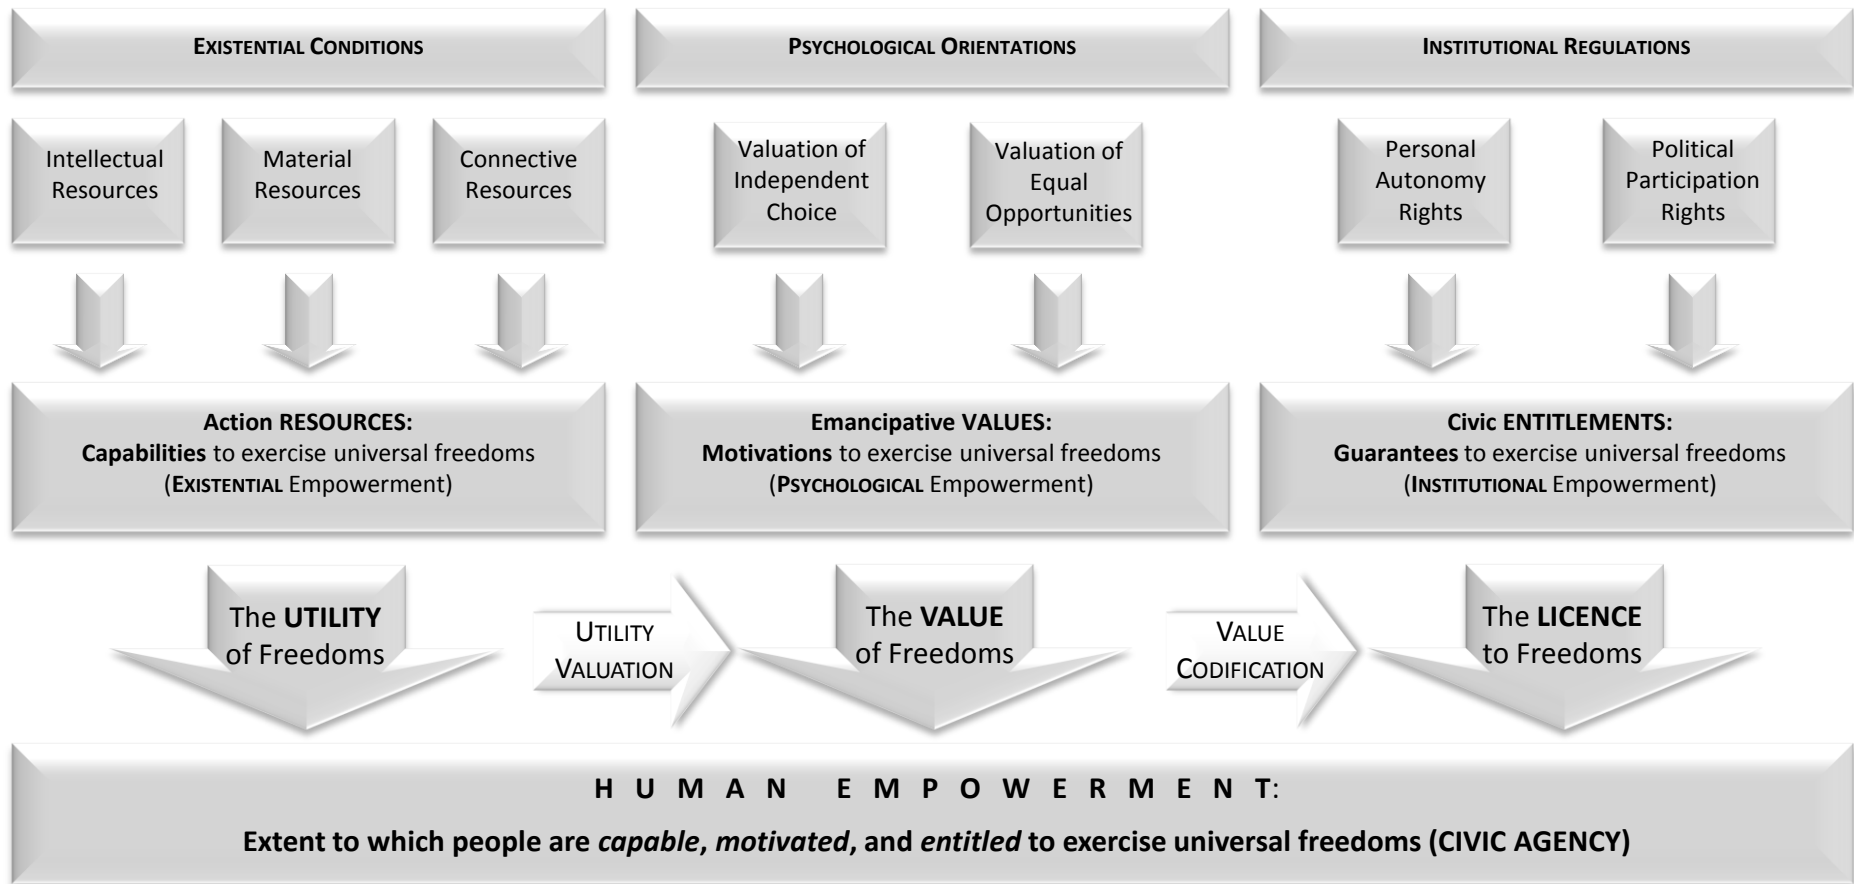 EXISTENTIAL CONDITIONS
PSYCHOLOGICAL ORIENTATIONS
INSTITUTIONAL REGULATIONS
Intellectual
Resources
Material
Resources
Connective
Resources
Valuation of
Independent
Choice
Valuation of
Equal
Opportunities
Personal
Autonomy
Rights
Political
Participation
Rights
Action RESOURCES:
Capabilities to exercise universal freedoms
(EXISTENTIAL Empowerment)
Emancipative VALUES:
Motivations to exercise universal freedoms
(PSYCHOLOGICAL Empowerment)
Civic ENTITLEMENTS:
Guarantees to exercise universal freedoms
(INSTITUTIONAL Empowerment)
The UTILITY
of Freedoms
UTILITY
VALUATION
The VALUE
of Freedoms
VALUE
CODIFICATION
The LICENCE
to Freedoms
HUMAN EMPOWERMENT:
Extent to which people are capable, motivated, and entitled to exercise universal freedoms (CIVIC AGENCY)